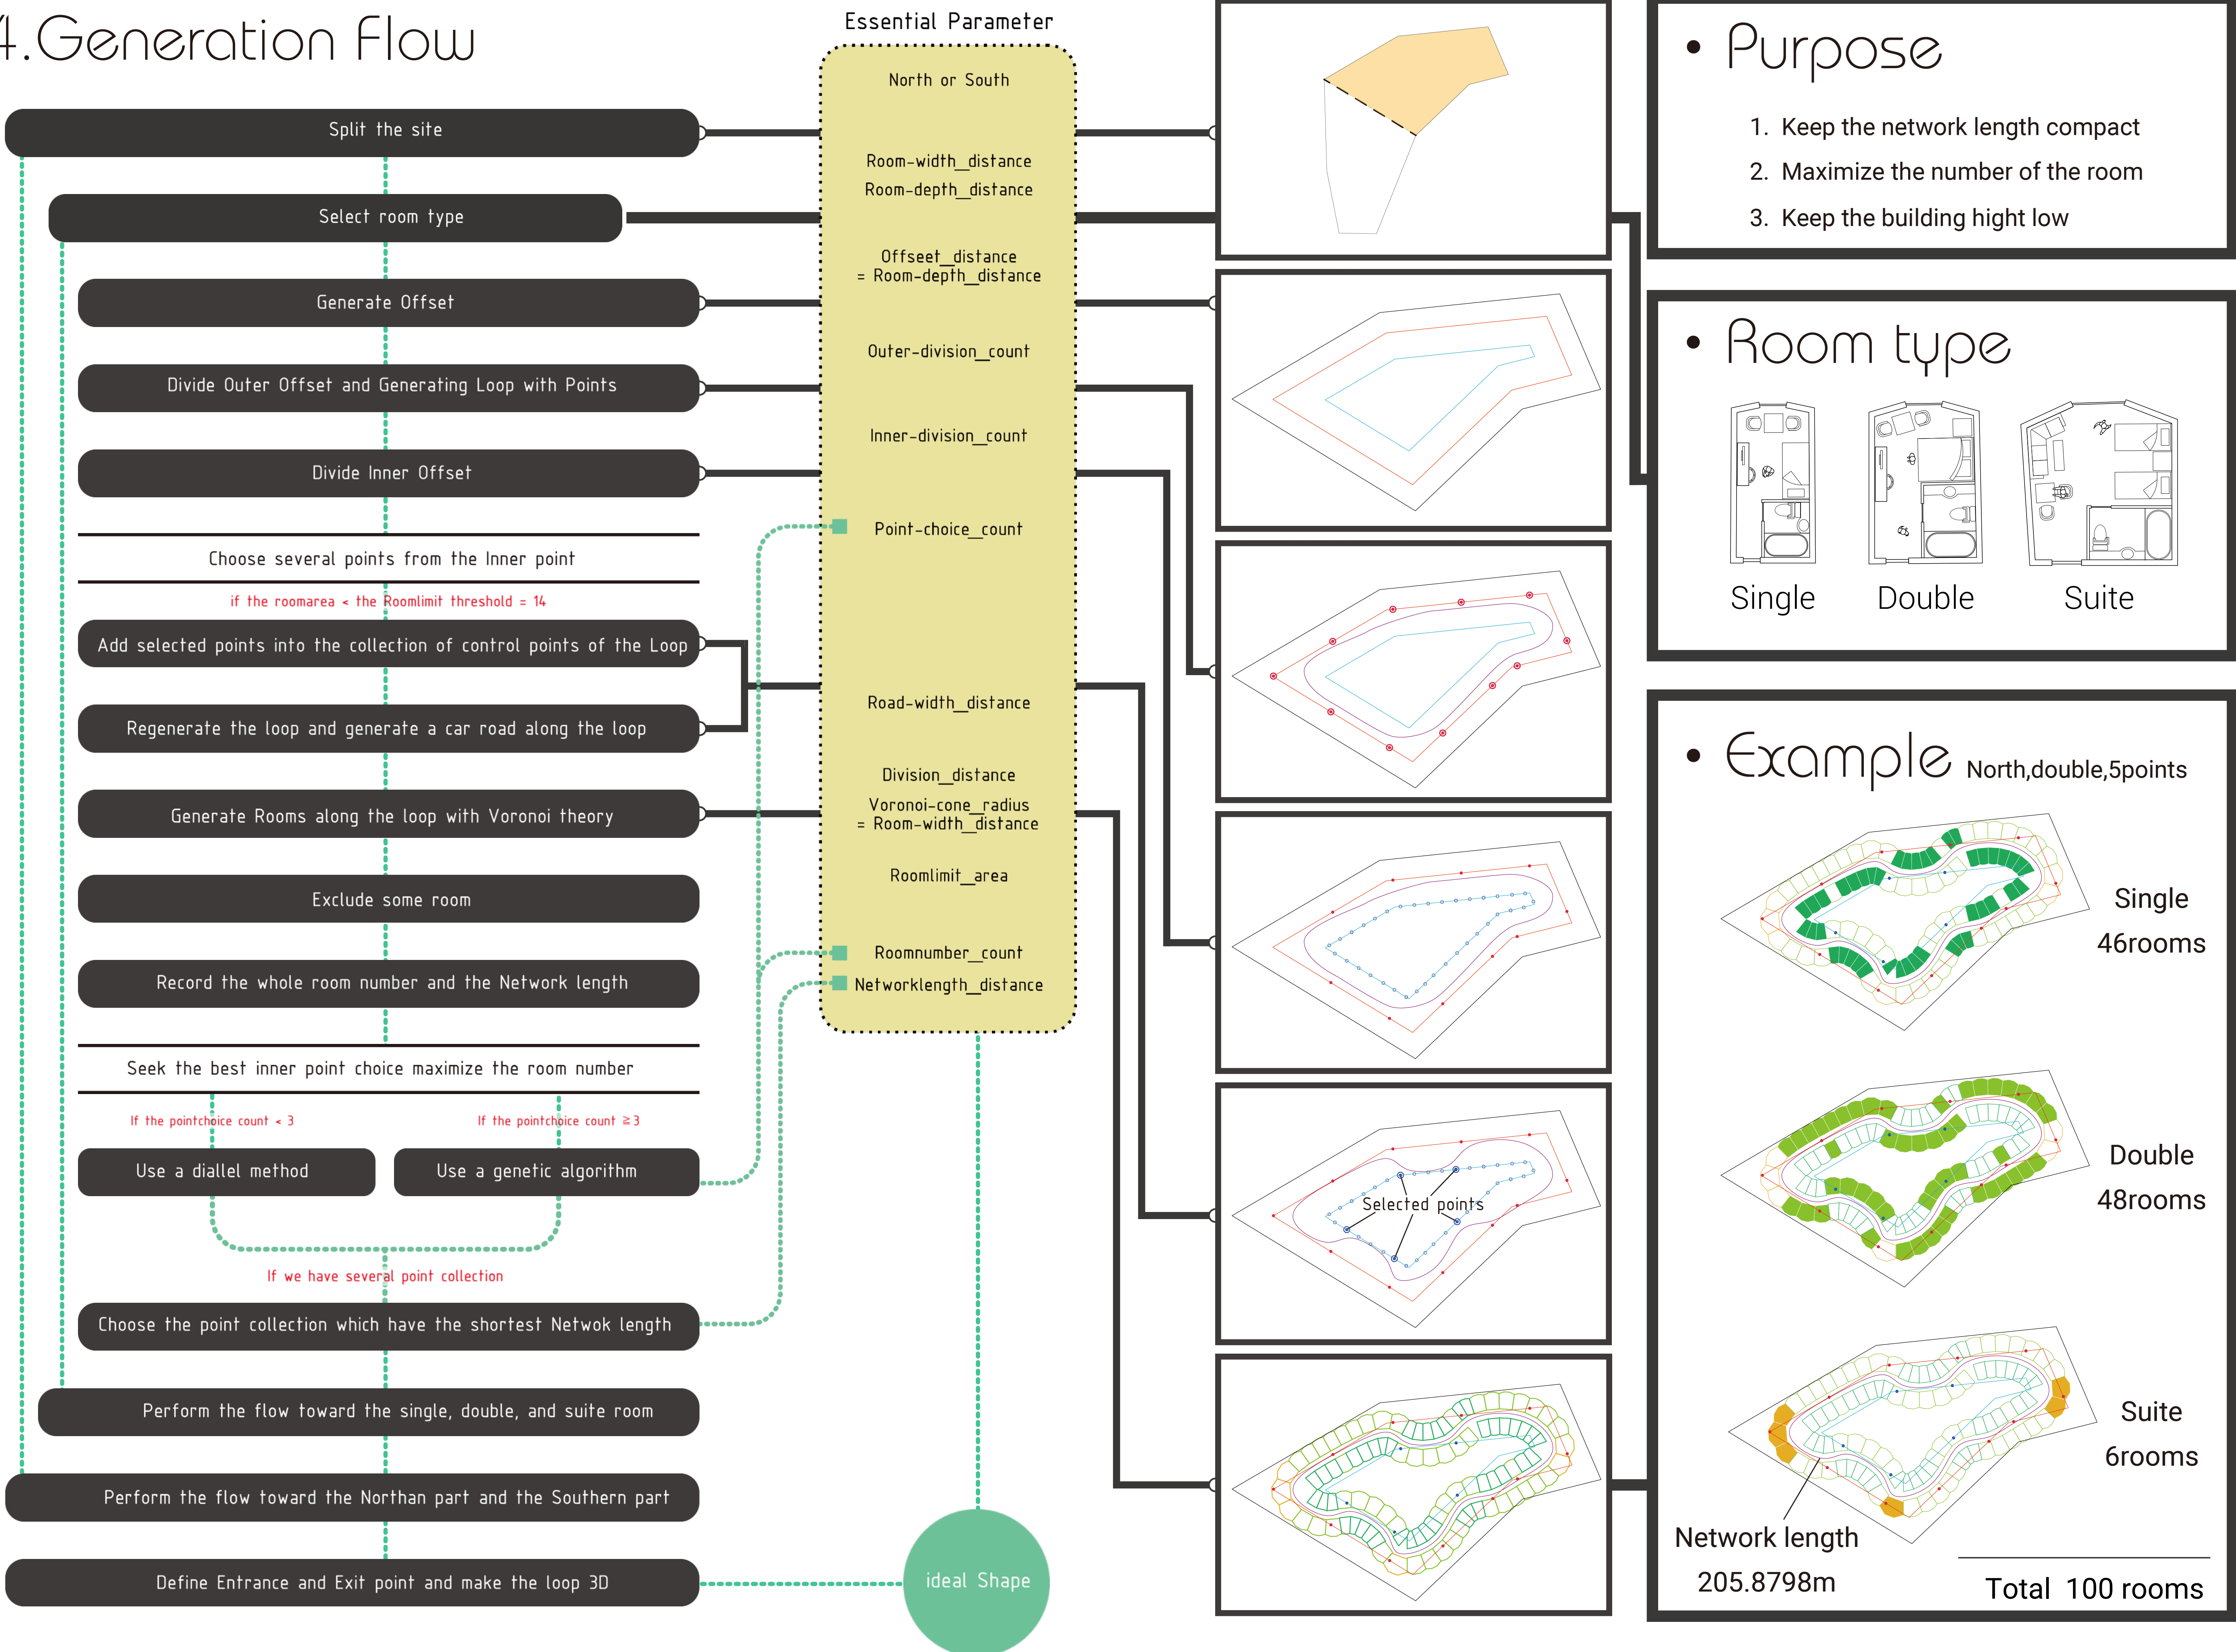 4.Generation Flow
Split the site
Select room type
Generate Offset
Divide Outer Offset and Generating Loop with Points
Divide Inner Offset
Choose several points from the Inner point
if the roomarea < the Roomlimit threshold = 14
Add selected points into the collection of control points of the Loop
Regenerate the loop and generate a car road along the loop
Generate Rooms along the loop with Voronoi theory
Exclude some room
Record the whole room number and the Network length
Seek the best inner point choice maximize the room number
If the pointchoice count < 3
If the pointchoice count ≧3
Use a diallel method
Use a genetic algorithm
If we have several point collection
Choose the point collection which have the shortest Netwok length
Perform the flow toward the single, double, and suite room
Perform the flow toward the Northan part and the Southern part
Define Entrance and Exit point and make the loop 3D
Essential Parameter
North or South
Room-width_distance
Room-depth_distance
Offseet_distance
= Room-depth_distance
Outer-division_count
Inner-division_count
Point-choice_count
Road-width_distance
Division_distance
Voronoi-cone_radius
= Room-width_distance
Roomlimit_area
Roomnumber_count
Networklength_distance
ideal Shape
Selected points
• Purpose
1. Keep the network length compact
2. Maximize the number of the room
3. Keep the building hight low
• Room type
Single
Double
Suite
• Example North,double,5points
Single
46rooms
Double
48rooms
Suite
6rooms
Network length
205.8798m
Total 100 rooms